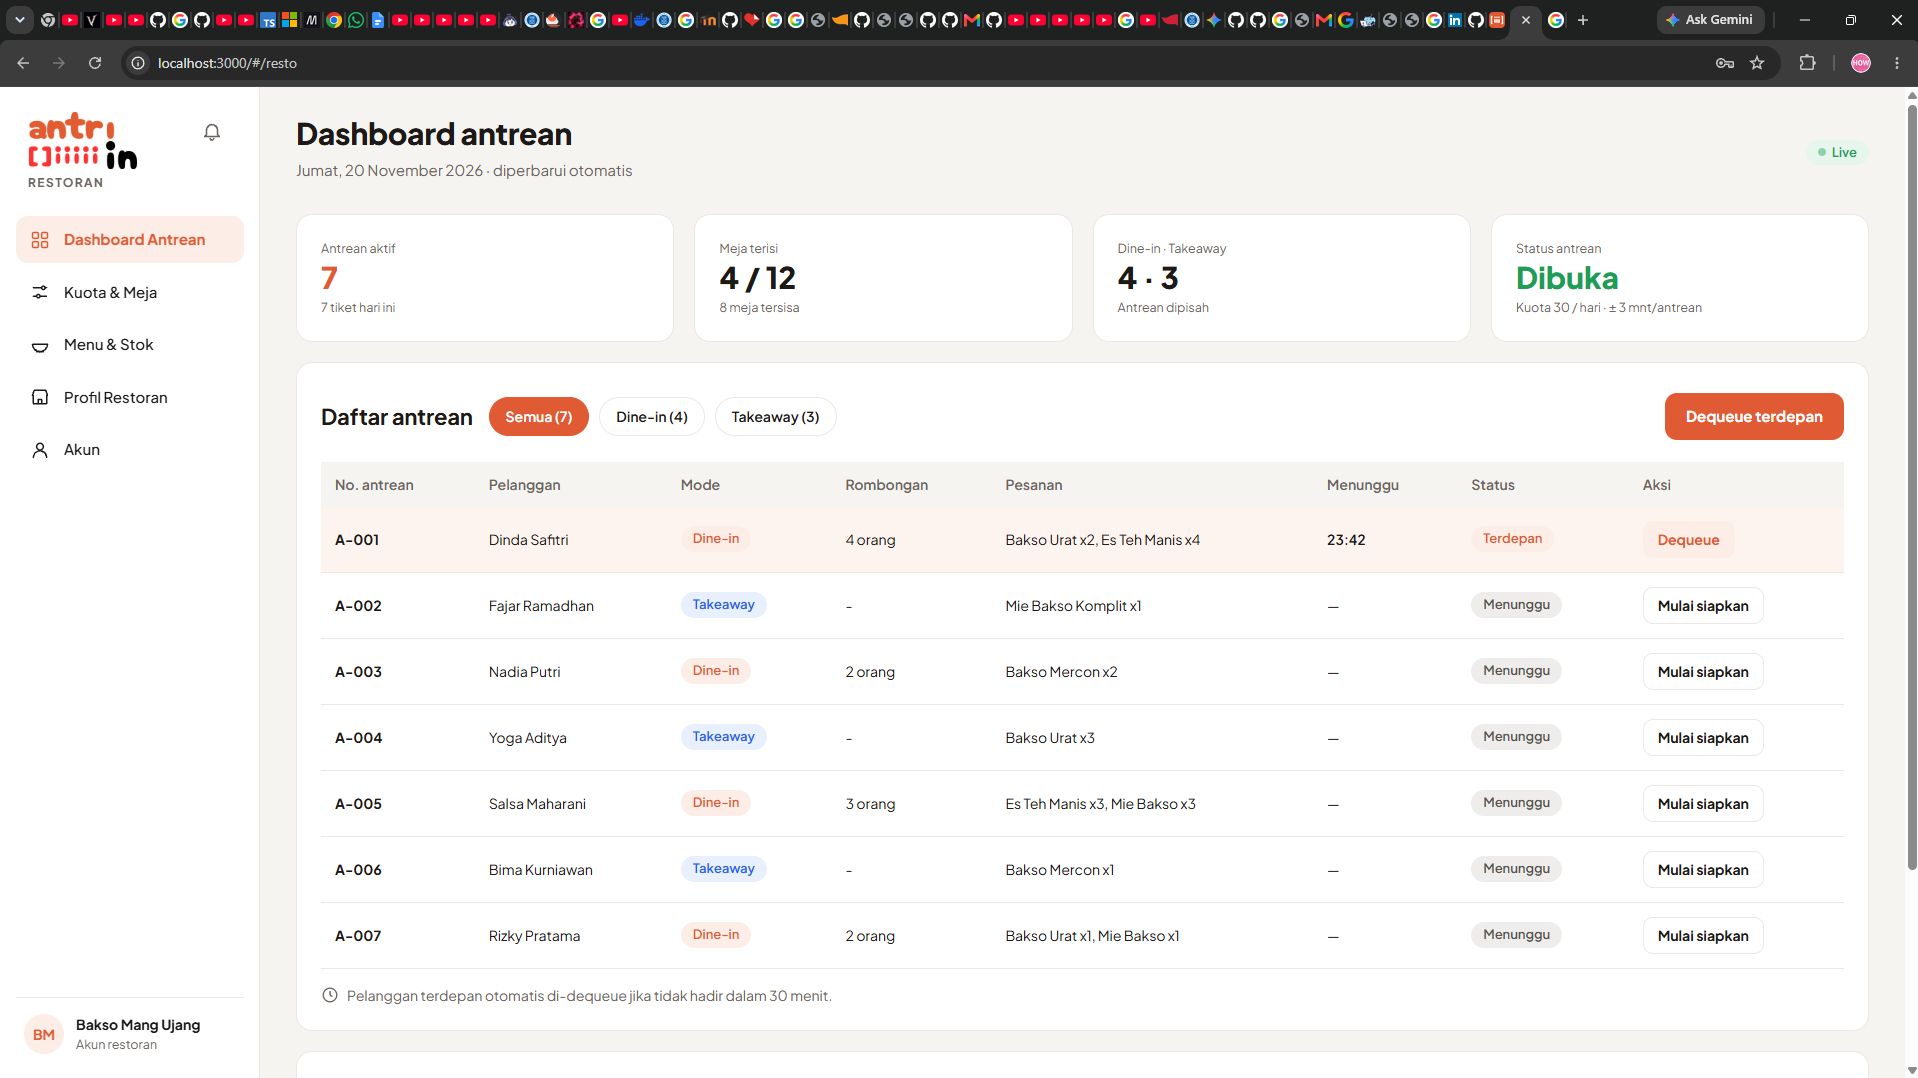 Ask Gemini
localhost:3000/#/resto
antri
in
RESTORAN
Dashboard Antrean
Kuota & Meja
Menu & Stok
Profil Restoran
Akun
BM
Bakso Mang Ujang
Akun restoran
Dashboard antrean
Jumat, 20 November 2026 · diperbarui otomatis
Live
Antrean aktif
7
7 tiket hari ini
Meja terisi
4 / 12
8 meja tersisa
Dine-in · Takeaway
4 · 3
Antrean dipisah
Status antrean
Dibuka
Kuota 30 / hari · ± 3 mnt/antrean
Daftar antrean
Semua (7)
Dine-in (4)
Takeaway (3)
Dequeue terdepan
No. antrean Pelanggan Mode Rombongan Pesanan Menunggu Status Aksi
A-001 Dinda Safitri Dine-in 4 orang Bakso Urat x2, Es Teh Manis x4 23:42 Terdepan Dequeue
A-002 Fajar Ramadhan Takeaway - Mie Bakso Komplit x1 — Menunggu Mulai siapkan
A-003 Nadia Putri Dine-in 2 orang Bakso Mercon x2 — Menunggu Mulai siapkan
A-004 Yoga Aditya Takeaway - Bakso Urat x3 — Menunggu Mulai siapkan
A-005 Salsa Maharani Dine-in 3 orang Es Teh Manis x3, Mie Bakso x3 — Menunggu Mulai siapkan
A-006 Bima Kurniawan Takeaway - Bakso Mercon x1 — Menunggu Mulai siapkan
A-007 Rizky Pratama Dine-in 2 orang Bakso Urat x1, Mie Bakso x1 — Menunggu Mulai siapkan
Pelanggan terdepan otomatis di-dequeue jika tidak hadir dalam 30 menit.